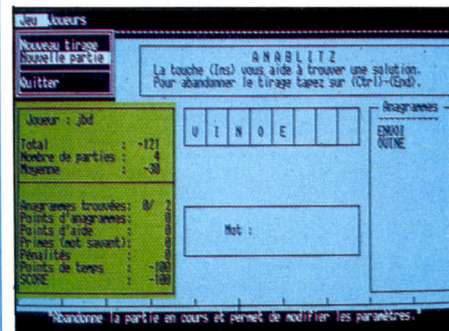 Jeu Joueurs
Nouveau tirage
Nouvelle partie
Quitter
ANABLITZ
La touche (Ins) vous aide à trouver une solution.
Pour abandonner le tirage tapez sur (Ctrl)-(End).
Joueur : jbd
Total : -121
Nombre de parties : 4
Moyenne : -30
Anagrammes trouvées: 0/ 2
Points d'anagrammes: 0
Points d'aide : 0
Primes (mot savant): 0
Pénalités : 0
Points de temps : -100
SCORE : -100
V I N O E
Mot :
Anagrammes
ENVOI
OUINE
"Abandonne la partie en cours et permet de modifier les paramètres."